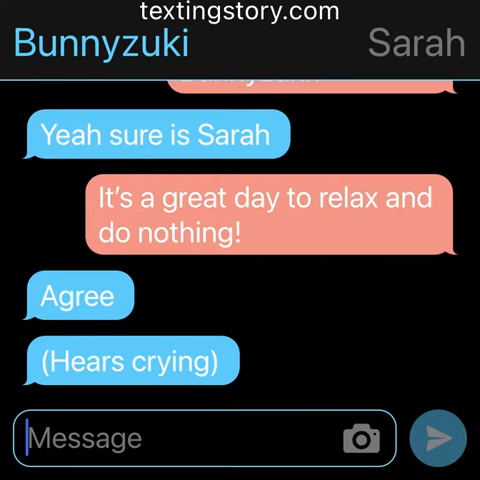 textingstory.com
Bunnyzuki
Sarah
Yeah sure is Sarah
It’s a great day to relax and
do nothing!
Agree
(Hears crying)
Message